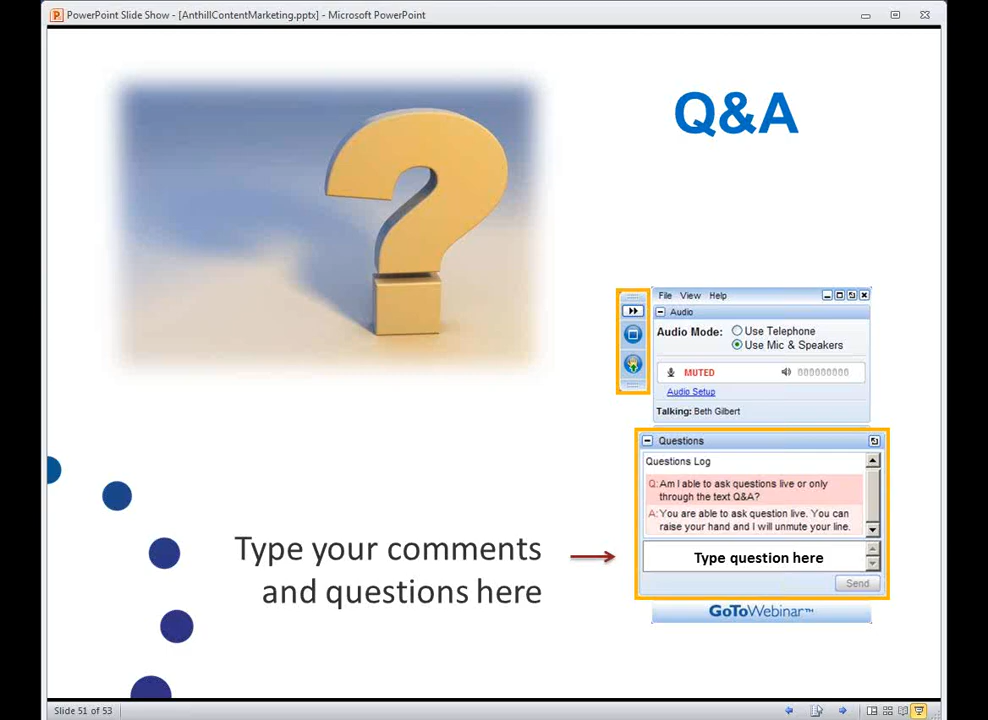 PowerPoint Slide Show - [AnthillContentMarketing.pptx] - Microsoft PowerPoint
Q&A
File View Help
Audio
Audio Mode: Use Telephone
Use Mic & Speakers
MUTED 000000000
Audio Setup
Talking: Beth Gilbert
Questions
Questions Log
Q: Am I able to ask questions live or only
through the text Q&A?
A: You are able to ask question live. You can
raise your hand and I will unmute your line.
Type your comments
and questions here
Type question here
Send
GoToWebinar™
Slide 51 of 53